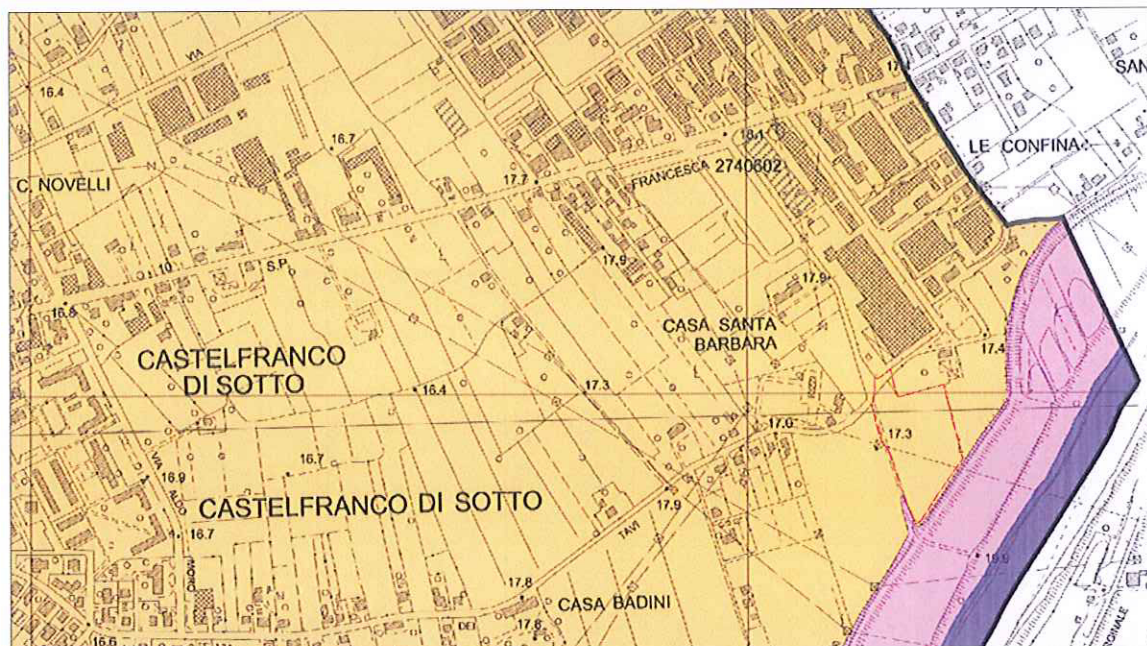 VIA
16.4
SAN
LE CONFINA
16.7
18.1
C. NOVELLI
17.7
FRANCESCA 2740602
10
S.P.
17.9
17.9
16.8
CASA SANTA
BARBARA
17.4
CASTELFRANCO
DI SOTTO
16.4
17.3
17.3
VIA
16.7
16.9
ALDO
CASTELFRANCO DI SOTTO
17.9
16.7
TAVI
19.9
MORO
17.8
CASA BADINI
17.8
16.6